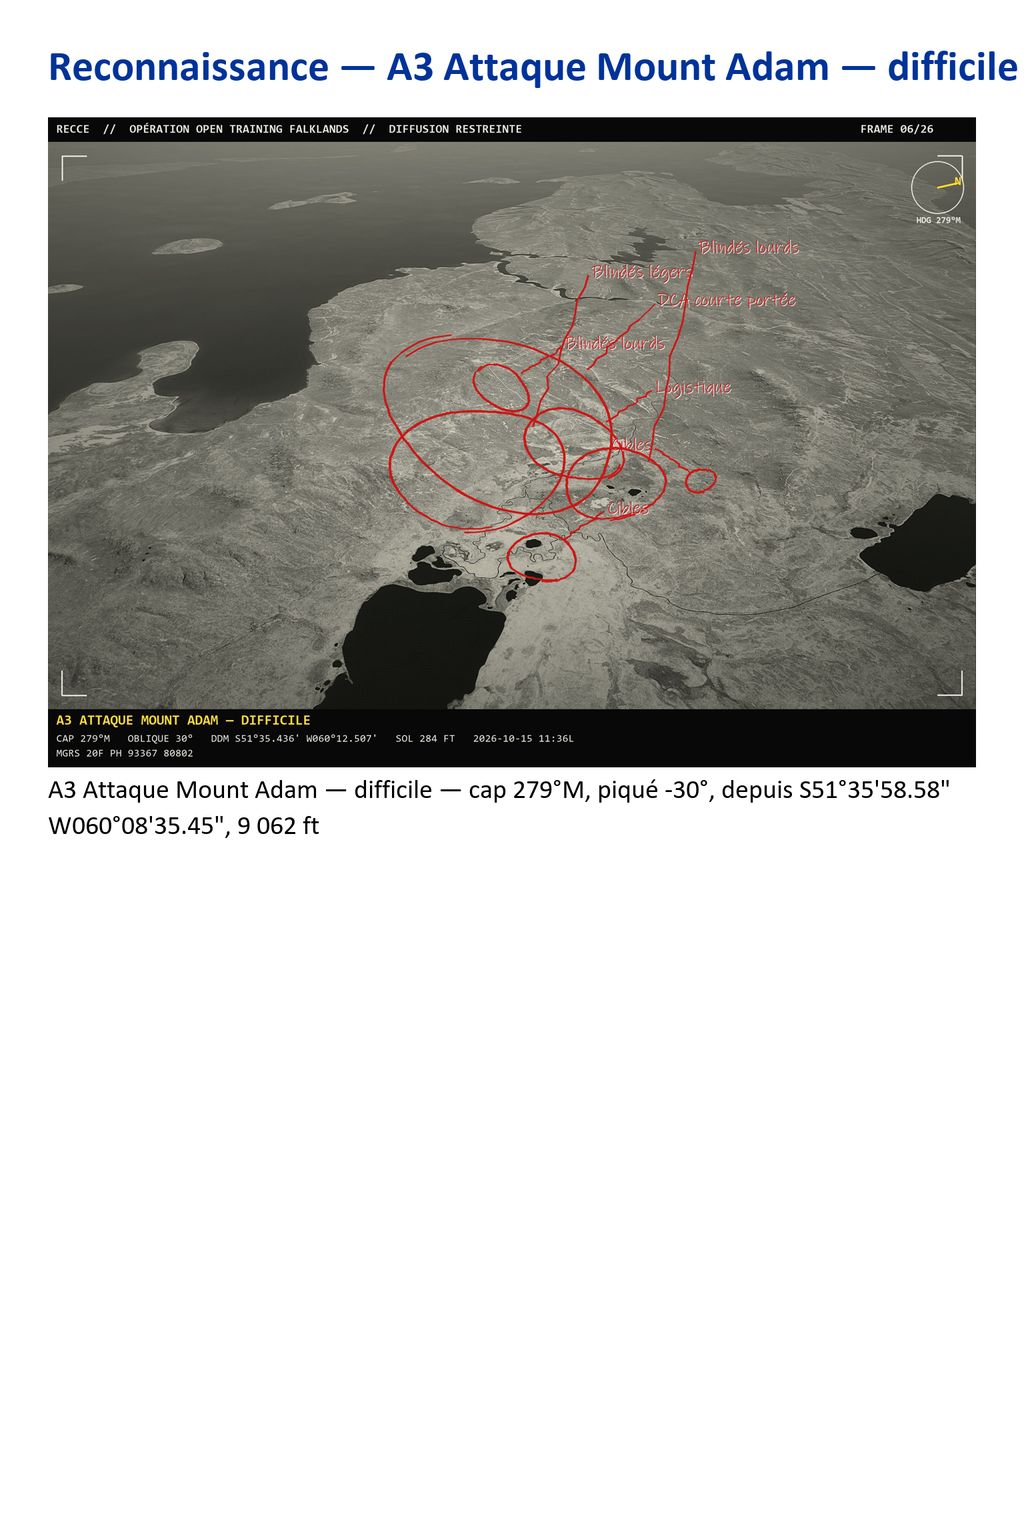 Reconnaissance — A3 Attaque Mount Adam — difficile
RECCE // OPÉRATION OPEN TRAINING FALKLANDS // DIFFUSION RESTREINTE
FRAME 06/26
N
HDG 279°M
Blindés lourds
Blindés légers
DCA courte portée
Blindés lourds
Logistique
Cibles
Cibles
A3 ATTAQUE MOUNT ADAM — DIFFICILE
CAP 279°M OBLIQUE 30° DDM S51°35.436' W060°12.507' SOL 284 FT 2026-10-15 11:36L
MGRS 20F PH 93367 80802
A3 Attaque Mount Adam — difficile — cap 279°M, piqué -30°, depuis S51°35'58.58"
W060°08'35.45", 9 062 ft